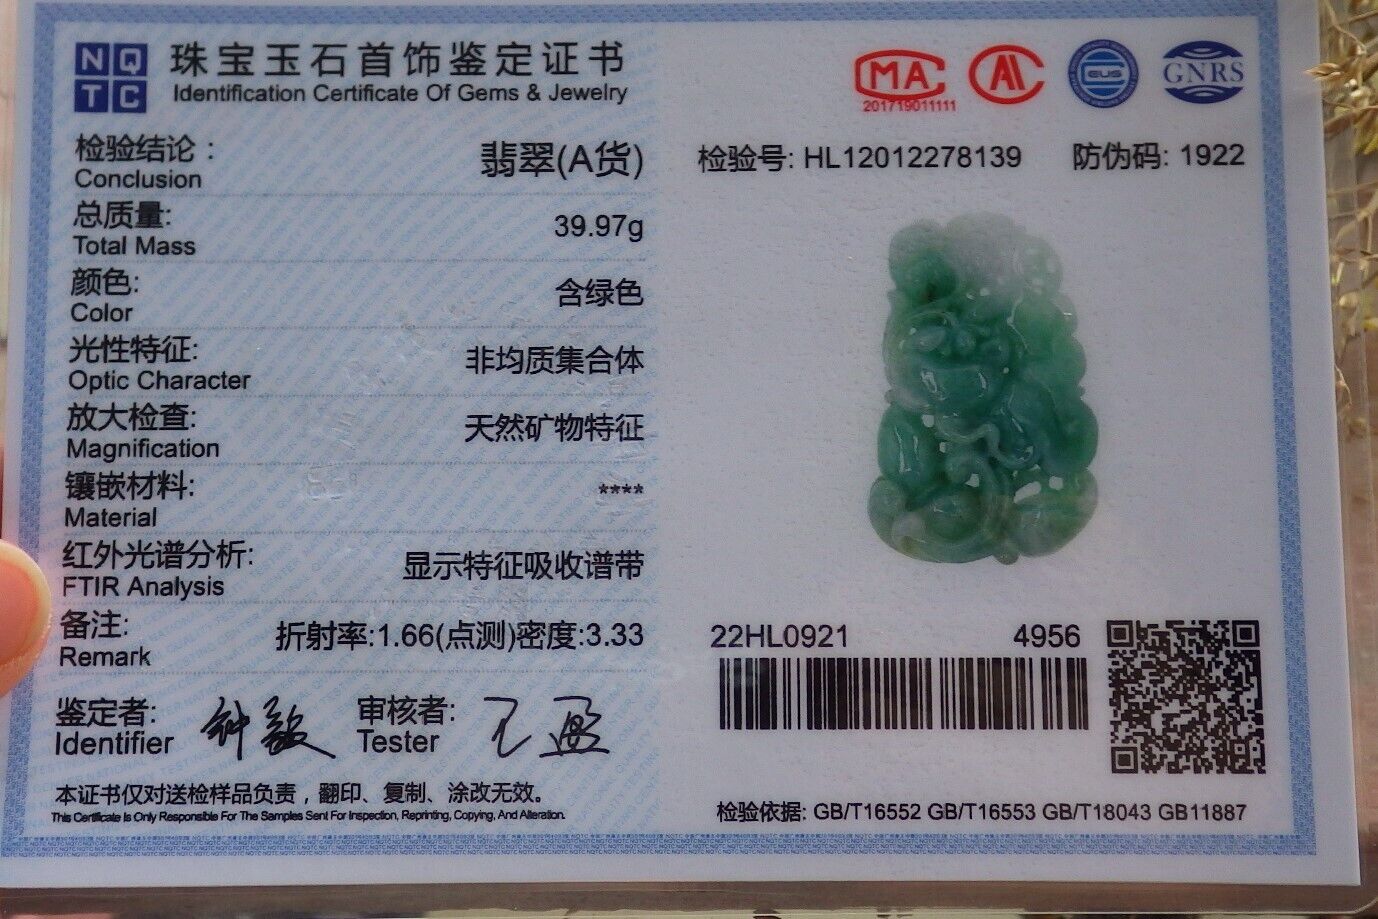 NQ
TC
珠宝玉石首饰鉴定证书
Identification Certificate Of Gems & Jewelry
MA
201719011111
GNRS
检验结论：
Conclusion
翡翠(A货)
总质量:
Total Mass
39.97g
颜色:
Color
含绿色
光性特征:
Optic Character
非均质集合体
放大检查:
Magnification
天然矿物特征
镶嵌材料:
Material
****
红外光谱分析:
FTIR Analysis
显示特征吸收谱带
备注:
Remark
折射率:1.66(点测)密度:3.33
鉴定者:
Identifier
审核者:
Tester
王盈
本证书仅对送检样品负责，翻印、复制、涂改无效。
This Certificate Is Only Responsible For The Samples Sent For Inspection, Reprinting, Copying, And Alteration.
检验号: HL12012278139 防伪码: 1922
22HL0921 4956
检验依据: GB/T16552 GB/T16553 GB/T18043 GB11887